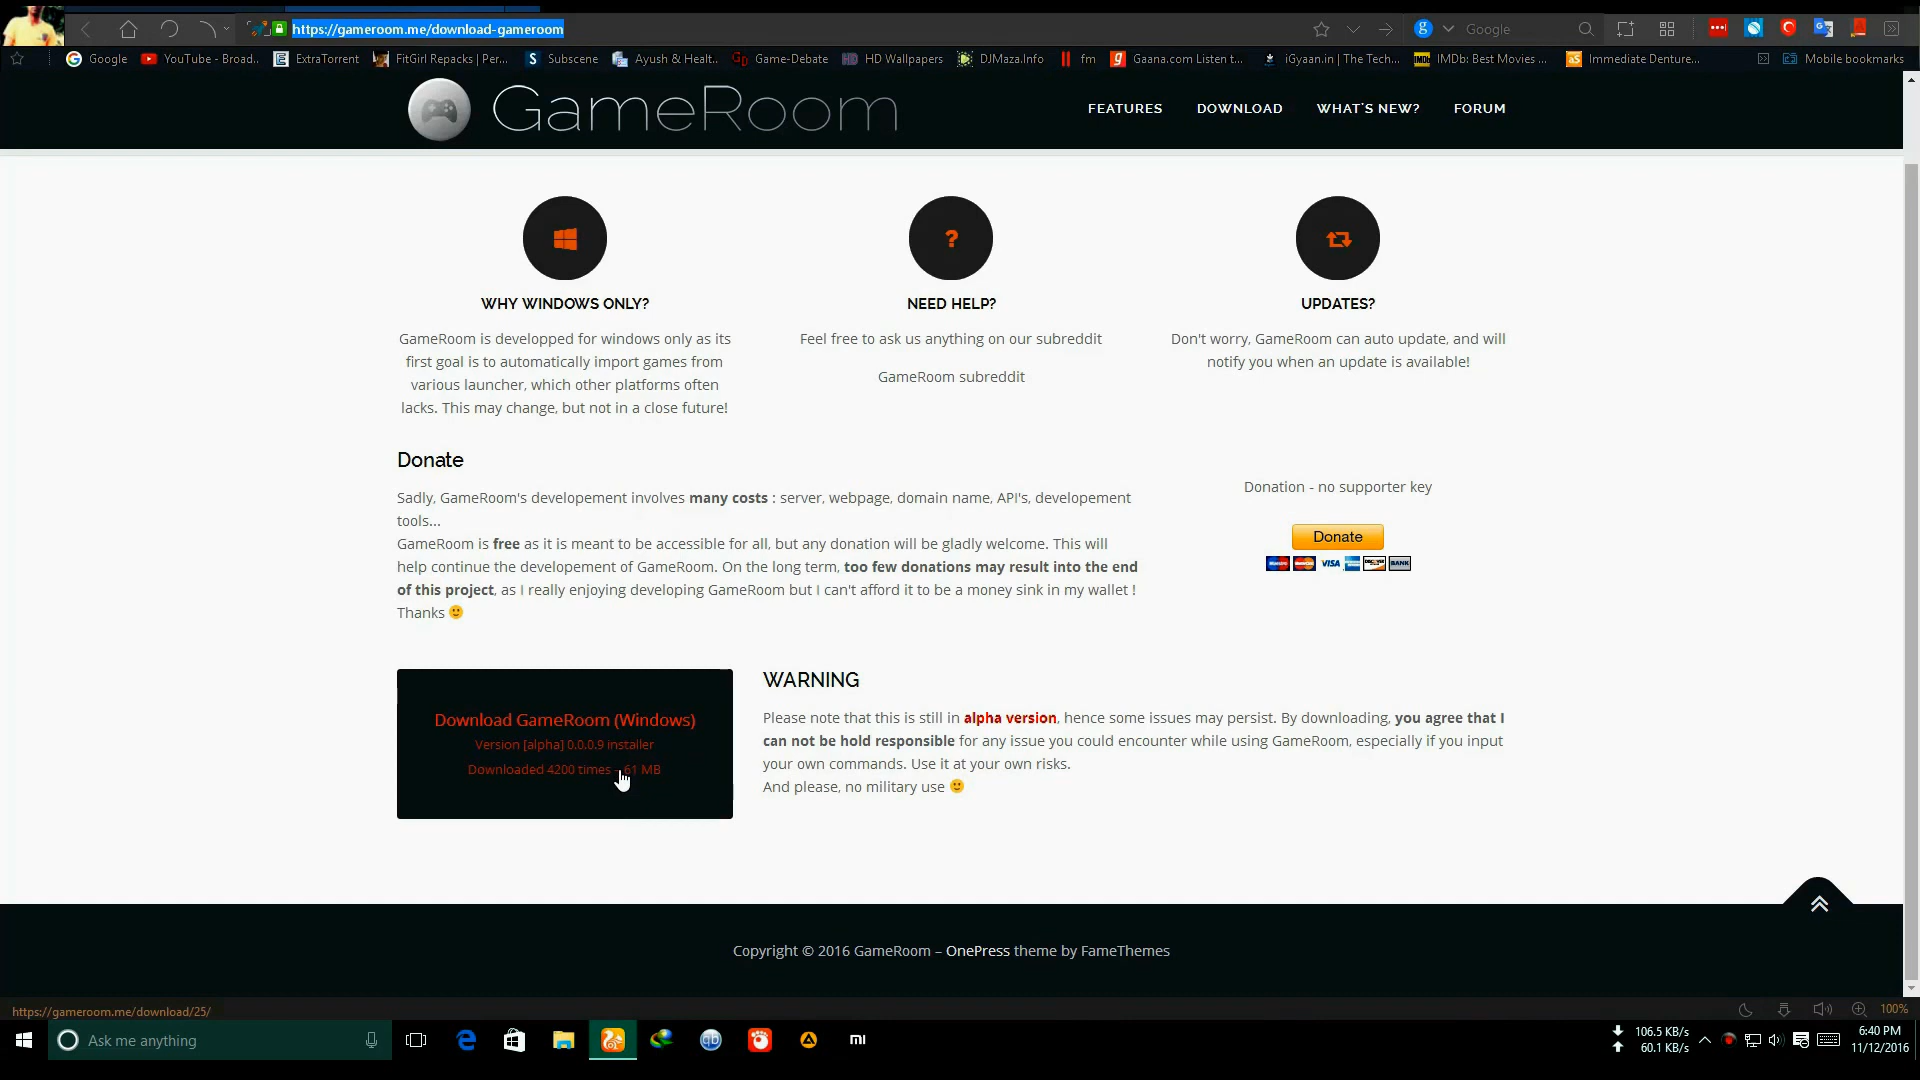 https://gameroom.me/download-gameroom
Google
Google
YouTube - Broad..
ExtraTorrent
FitGirl Repacks | Per...
Subscene
Ayush & Healt..
Game-Debate
HD Wallpapers
DJMaza.Info
fm
Gaana.com Listen t...
iGyaan.in | The Tech...
IMDb: Best Movies ...
Immediate Denture...
Mobile bookmarks
GameRoom
FEATURES
DOWNLOAD
WHAT'S NEW?
FORUM
WHY WINDOWS ONLY?
GameRoom is developped for windows only as its
first goal is to automatically import games from
various launcher, which other platforms often
lacks. This may change, but not in a close future!
NEED HELP?
Feel free to ask us anything on our subreddit
GameRoom subreddit
UPDATES?
Don't worry, GameRoom can auto update, and will
notify you when an update is available!
Donate
Sadly, GameRoom's developement involves many costs : server, webpage, domain name, API's, developement
tools...
GameRoom is free as it is meant to be accessible for all, but any donation will be gladly welcome. This will
help continue the developement of GameRoom. On the long term, too few donations may result into the end
of this project, as I really enjoying developing GameRoom but I can't afford it to be a money sink in my wallet !
Thanks 🙂
Donation - no supporter key
Donate
VISA
BANK
Download GameRoom (Windows)
Version [alpha] 0.0.0.9 installer
Downloaded 4200 times - 61 MB
WARNING
Please note that this is still in alpha version, hence some issues may persist. By downloading, you agree that I
can not be hold responsible for any issue you could encounter while using GameRoom, especially if you input
your own commands. Use it at your own risks.
And please, no military use 🙂
Copyright © 2016 GameRoom – OnePress theme by FameThemes
https://gameroom.me/download/25/
100%
Ask me anything
mi
106.5 KB/s
60.1 KB/s
6:40 PM
11/12/2016